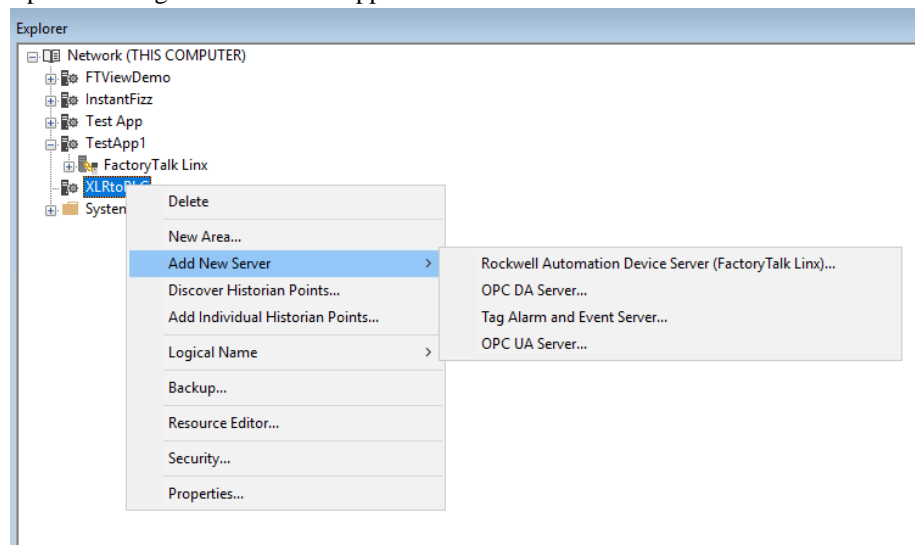 Explorer
Network (THIS COMPUTER)
FTViewDemo
InstantFizz
Test App
TestApp1
FactoryTalk Linx
XLRtoPLC
System
Delete
New Area...
Add New Server
Discover Historian Points...
Add Individual Historian Points...
Logical Name
Backup...
Resource Editor...
Security...
Properties...
Rockwell Automation Device Server (FactoryTalk Linx)...
OPC DA Server...
Tag Alarm and Event Server...
OPC UA Server...